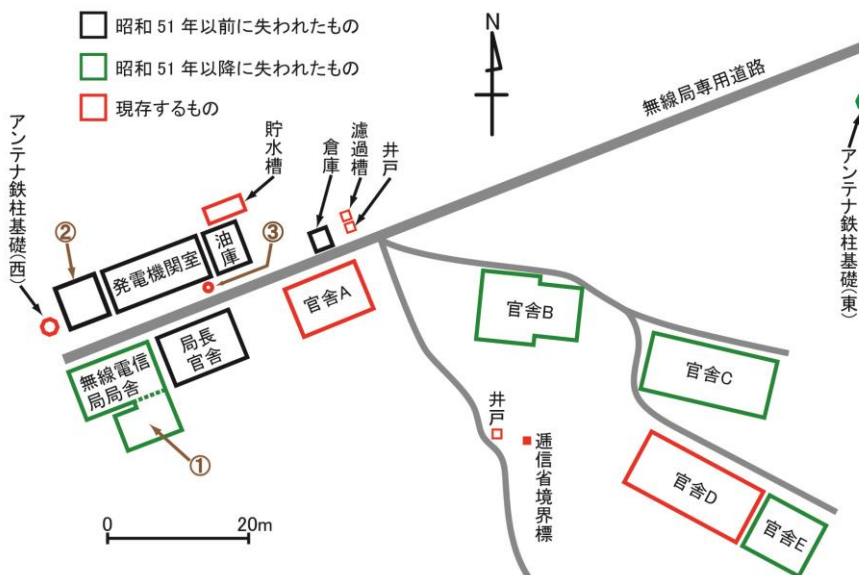 昭和 51 年以前に失われたもの
昭和 51 年以降に失われたもの
現存するもの
N
無線局専用道路
アンテナ鉄柱基礎(西)
貯水槽
倉庫
濾過槽
井戸
アンテナ鉄柱基礎(東)
②
発電機関室
油庫
③
官舎A
官舎B
局長
官舎
無線電信
局局舎
官舎C
①
井戸
逓信省境界標
官舎D
官舎E
0
20m